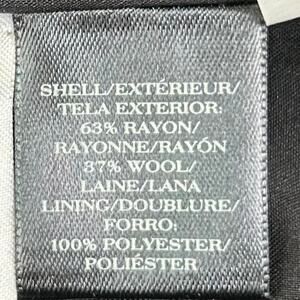 SHELL/EXTÉRIEUR/
TELA EXTERIOR:
63% RAYON/
RAYONNE/RAYÓN
37% WOOL/
LAINE/LANA
LINING/DOUBLURE/
FORRO:
100% POLYESTER/
POLIÉSTER